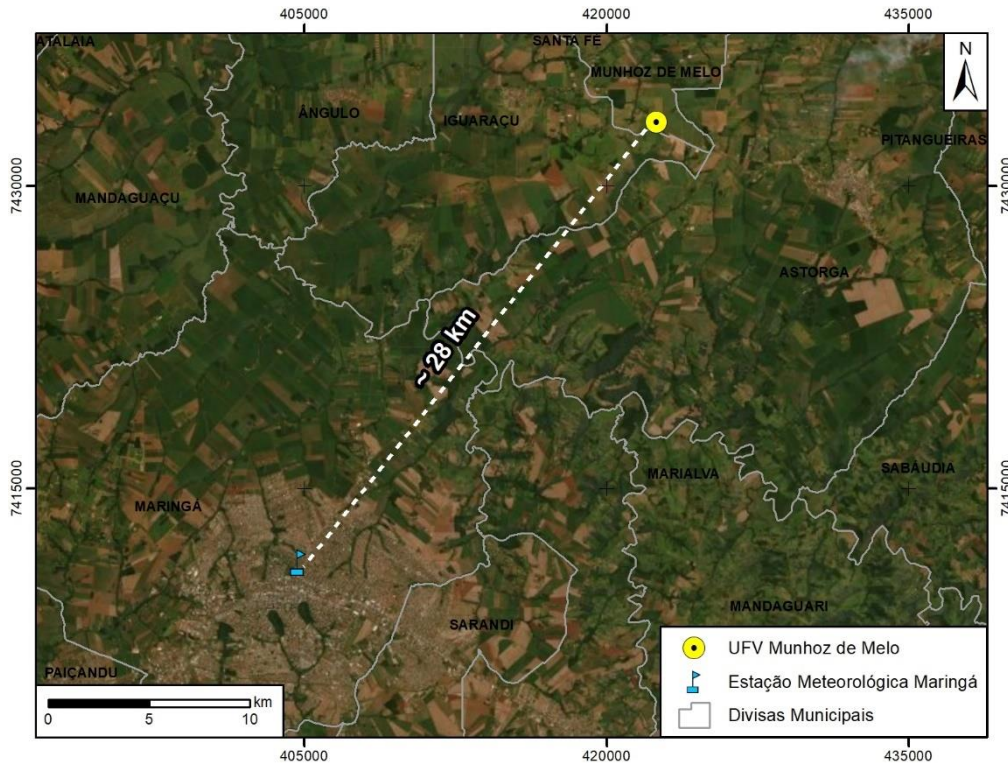 405000
420000
435000
ATALAIA
SANTA FÉ
N
MUNHOZ DE MELO
ÂNGULO
IGUARAÇU
PITANGUEIRAS
7430000
7430000
MANDAGUAÇU
ASTORGA
~ 28 km
MARIALVA
SABÁUDIA
7415000
7415000
MARINGÁ
MANDAGUARI
SARANDI
PAIÇANDU
UFV Munhoz de Melo
Estação Meteorológica Maringá
Divisas Municipais
km
0 5 10
405000
420000
435000